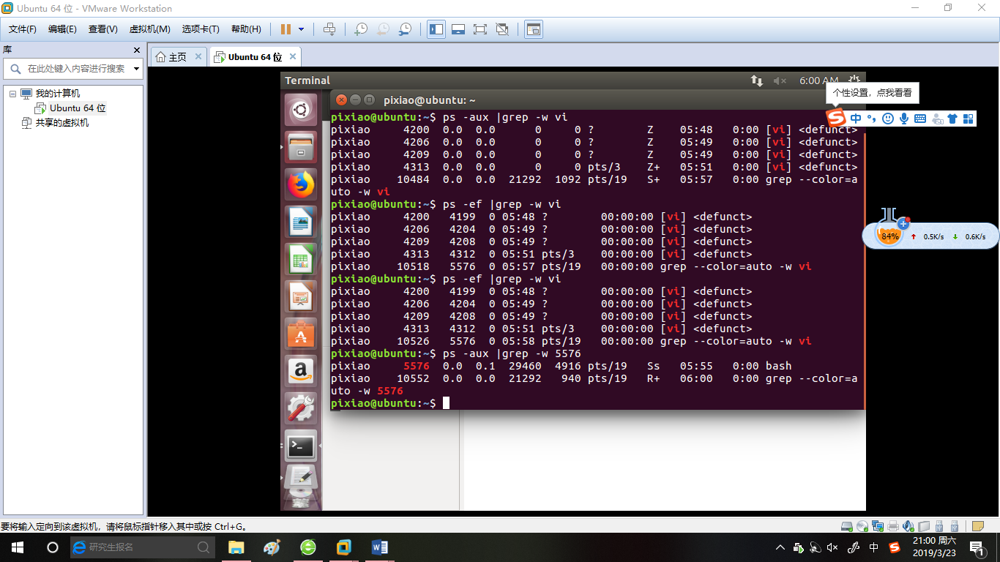 Ubuntu 64 位 - VMware Workstation
文件(F) 编辑(E) 查看(V) 虚拟机(M) 选项卡(T) 帮助(H)
库
在此处键入内容进行搜索
我的计算机
Ubuntu 64 位
共享的虚拟机
主页 Ubuntu 64 位
Terminal 6:00 AM
个性设置，点我看看
中
pixiao@ubuntu: ~
pixiao@ubuntu:~$ ps -aux |grep -w vi
pixiao 4200 0.0 0.0 0 0 ? Z 05:48 0:00 [vi] <defunct>
pixiao 4206 0.0 0.0 0 0 ? Z 05:49 0:00 [vi] <defunct>
pixiao 4209 0.0 0.0 0 0 ? Z 05:49 0:00 [vi] <defunct>
pixiao 4313 0.0 0.0 0 0 pts/3 Z+ 05:51 0:00 [vi] <defunct>
pixiao 10484 0.0 0.0 21292 1092 pts/19 S+ 05:57 0:00 grep --color=a
uto -w vi
pixiao@ubuntu:~$ ps -ef |grep -w vi
pixiao 4200 4199 0 05:48 ? 00:00:00 [vi] <defunct>
pixiao 4206 4204 0 05:49 ? 00:00:00 [vi] <defunct>
pixiao 4209 4208 0 05:49 ? 00:00:00 [vi] <defunct>
pixiao 4313 4312 0 05:51 pts/3 00:00:00 [vi] <defunct>
pixiao 10518 5576 0 05:57 pts/19 00:00:00 grep --color=auto -w vi
pixiao@ubuntu:~$ ps -ef |grep -w vi
pixiao 4200 4199 0 05:48 ? 00:00:00 [vi] <defunct>
pixiao 4206 4204 0 05:49 ? 00:00:00 [vi] <defunct>
pixiao 4209 4208 0 05:49 ? 00:00:00 [vi] <defunct>
pixiao 4313 4312 0 05:51 pts/3 00:00:00 [vi] <defunct>
pixiao 10526 5576 0 05:58 pts/19 00:00:00 grep --color=auto -w vi
pixiao@ubuntu:~$ ps -aux |grep -w 5576
pixiao 5576 0.0 0.1 29460 4916 pts/19 Ss 05:55 0:00 bash
pixiao 10552 0.0 0.0 21292 940 pts/19 R+ 06:00 0:00 grep --color=a
uto -w 5576
pixiao@ubuntu:~$
84% 0.5K/s 0.6K/s
要将输入定向到该虚拟机，请将鼠标指针移入其中或按 Ctrl+G。
研究生报名
中
21:00 周六
2019/3/23
1